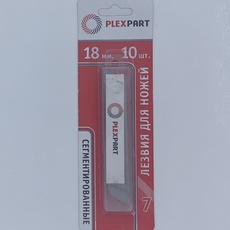 PLEXPART
18 мм. 10 шт.
PLEXPART
СЕГМЕНТИРОВАННЫЕ
ЛЕЗВИЯ ДЛЯ НОЖЕЙ
7